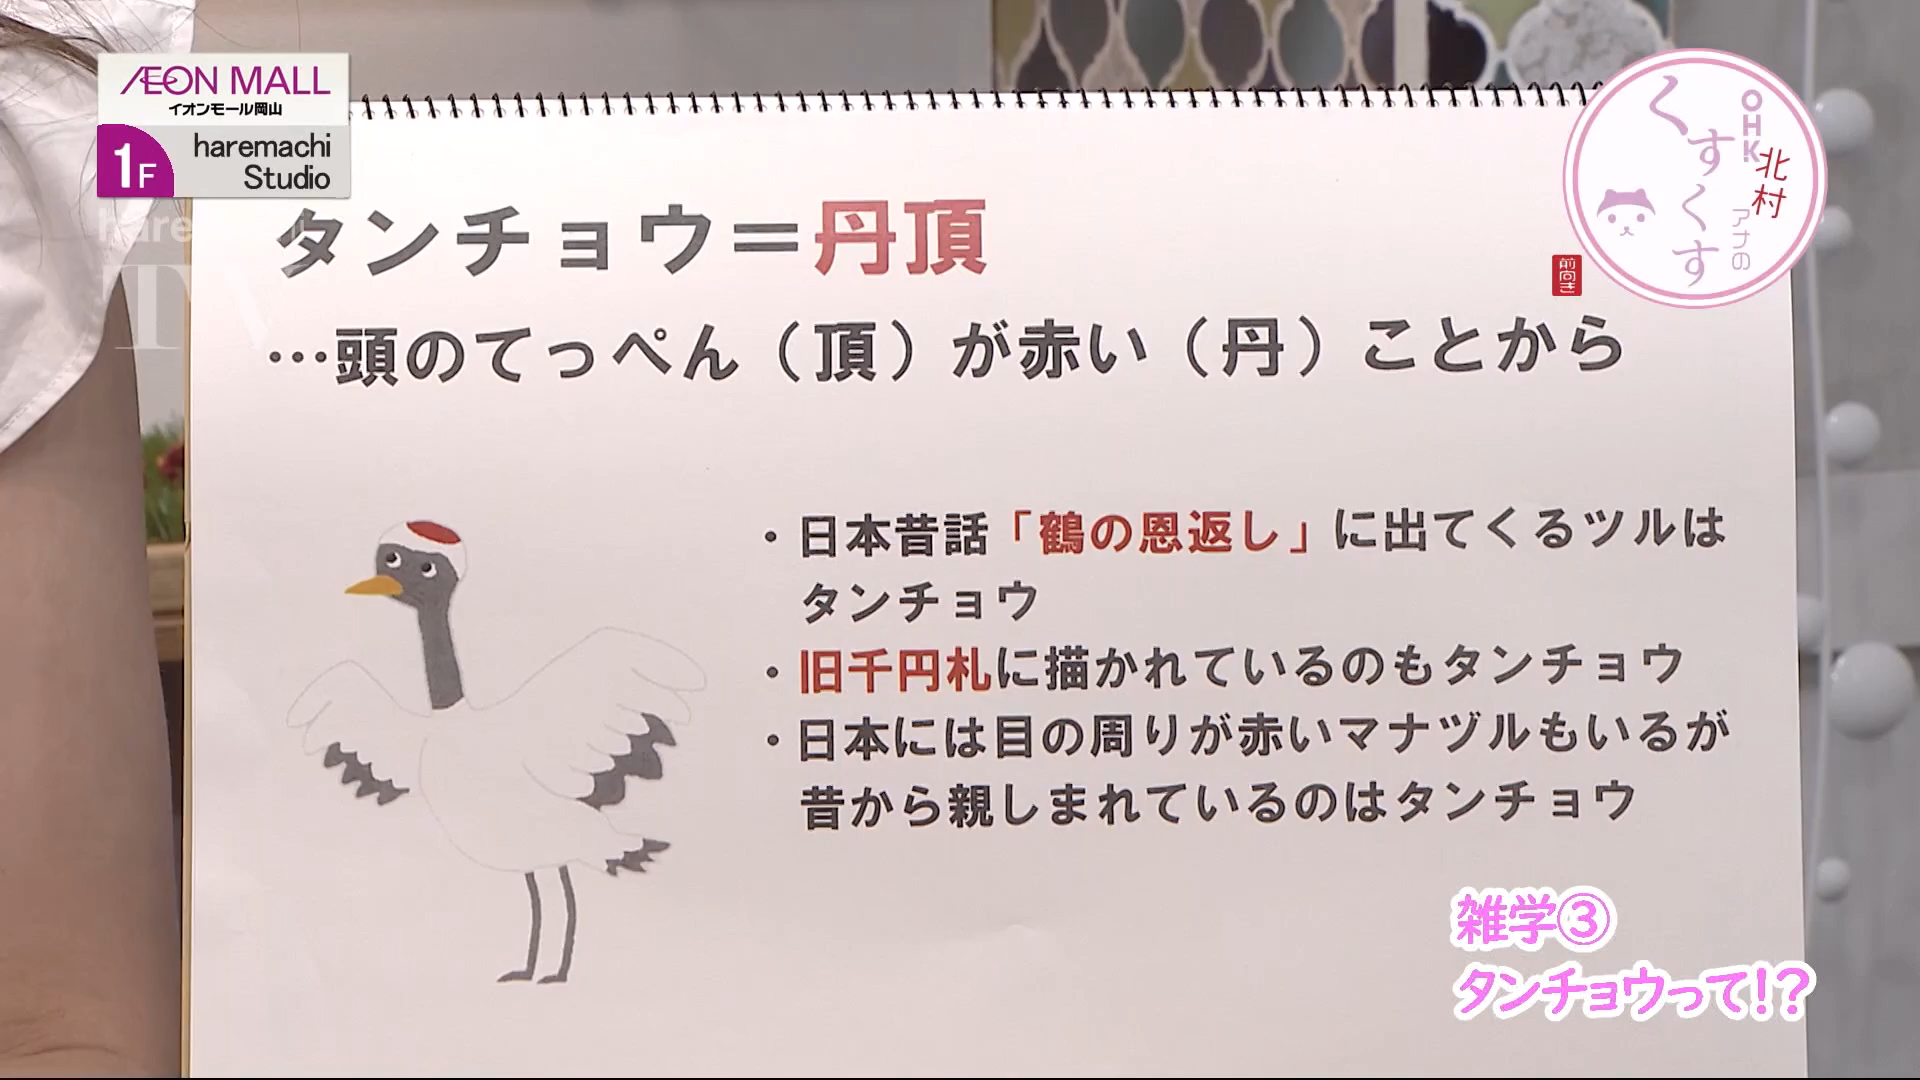 ÆON MALL
イオンモール岡山
1F
haremachi
Studio
OHK
北村
アナの
くすくす
前向き
タンチョウ＝丹頂
…頭のてっぺん（頂）が赤い（丹）ことから
・日本昔話「鶴の恩返し」に出てくるツルは
タンチョウ
・旧千円札に描かれているのもタンチョウ
・日本には目の周りが赤いマナヅルもいるが
昔から親しまれているのはタンチョウ
雑学③
タンチョウって!?